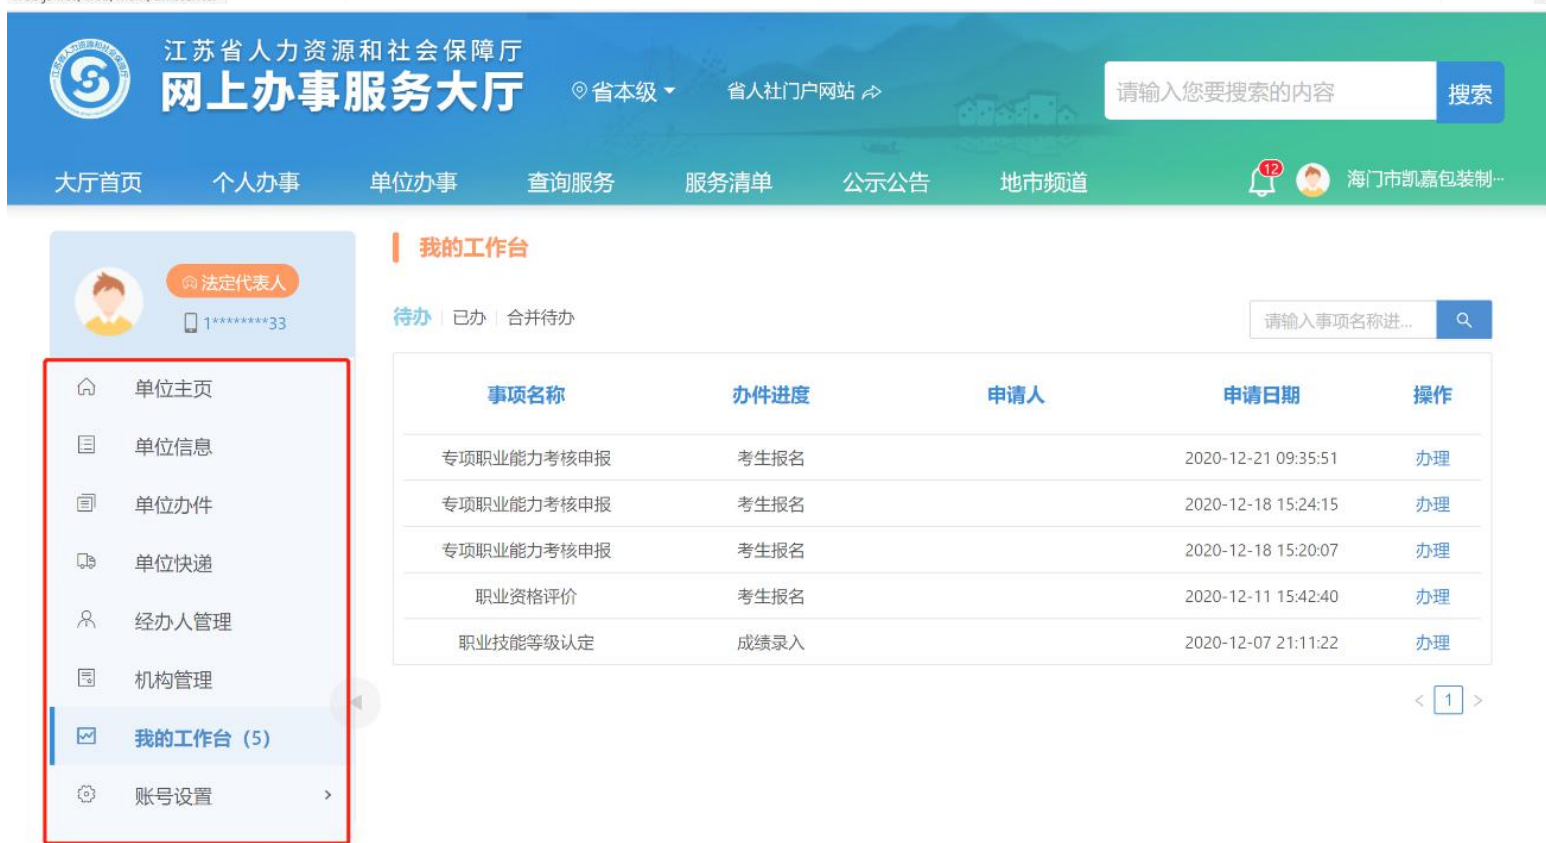 江苏省人力资源和社会保障厅
网上办事服务大厅
省本级
省人社门户网站
请输入您要搜索的内容
搜索
大厅首页 个人办事 单位办事 查询服务 服务清单 公示公告 地市频道
12
海门市凯嘉包装制...
法定代表人
1********33
单位主页
单位信息
单位办件
单位快递
经办人管理
机构管理
我的工作台（5）
账号设置 >
我的工作台
待办 | 已办 | 合并待办
请输入事项名称进...
事项名称 办件进度 申请人 申请日期 操作
专项职业能力考核申报 考生报名 2020-12-21 09:35:51 办理
专项职业能力考核申报 考生报名 2020-12-18 15:24:15 办理
专项职业能力考核申报 考生报名 2020-12-18 15:20:07 办理
职业资格评价 考生报名 2020-12-11 15:42:40 办理
职业技能等级认定 成绩录入 2020-12-07 21:11:22 办理
< 1 >